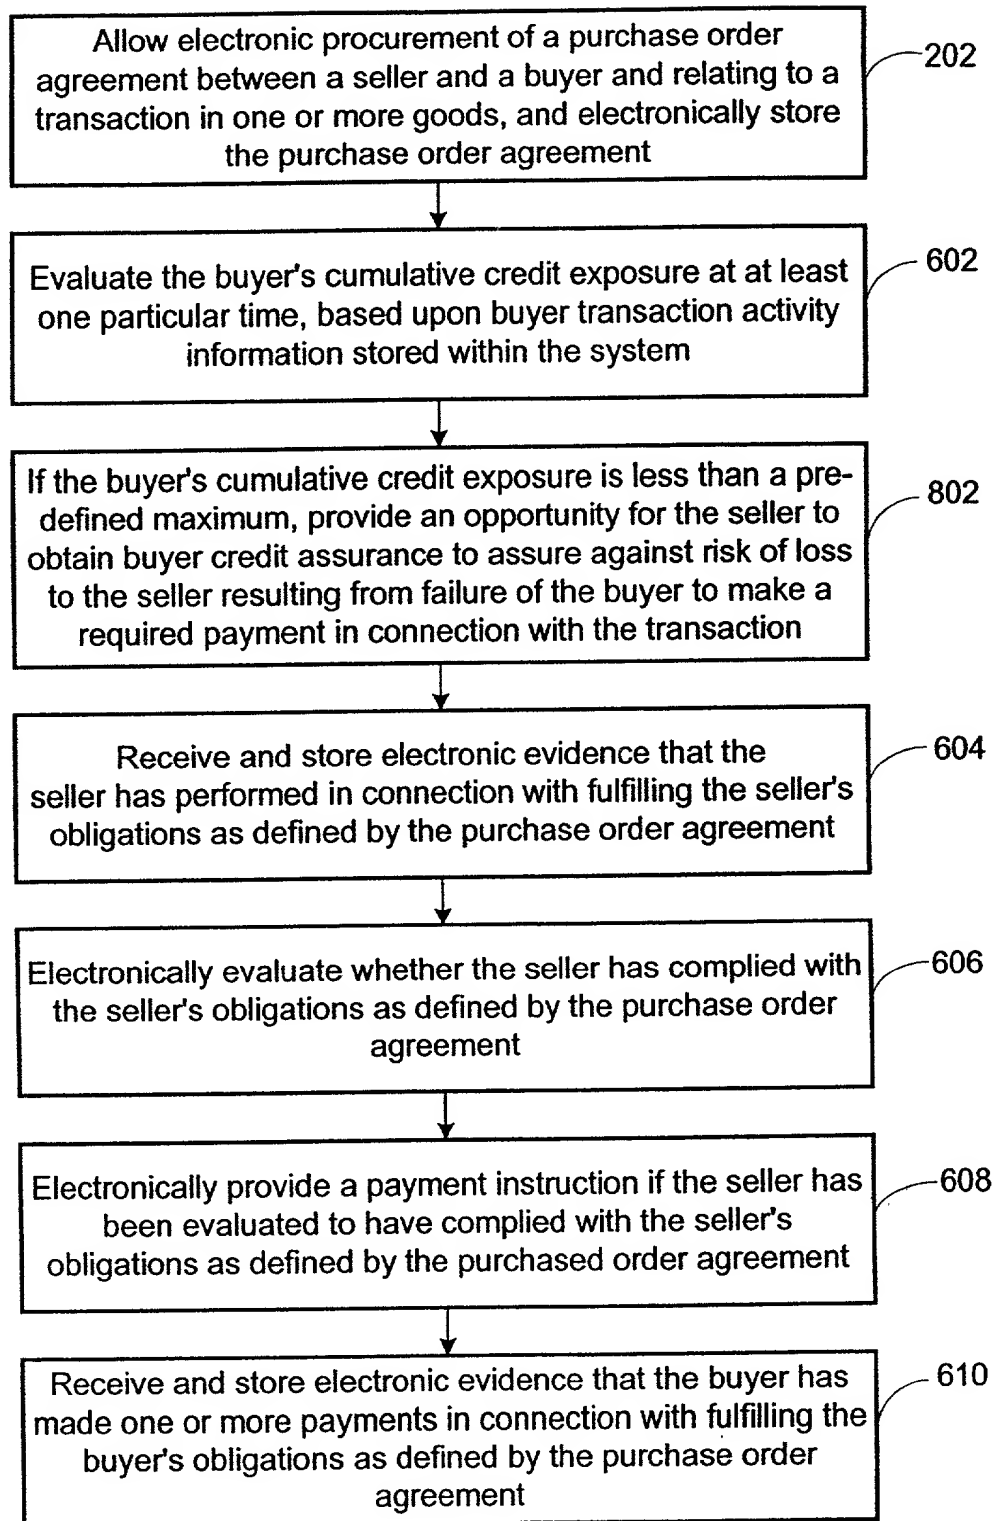 Allow electronic procurement of a purchase order
agreement between a seller and a buyer and relating to a
transaction in one or more goods, and electronically store
the purchase order agreement
202
Evaluate the buyer's cumulative credit exposure at at least
one particular time, based upon buyer transaction activity
information stored within the system
602
If the buyer's cumulative credit exposure is less than a pre-
defined maximum, provide an opportunity for the seller to
obtain buyer credit assurance to assure against risk of loss
to the seller resulting from failure of the buyer to make a
required payment in connection with the transaction
802
Receive and store electronic evidence that the
seller has performed in connection with fulfilling the seller's
obligations as defined by the purchase order agreement
604
Electronically evaluate whether the seller has complied with
the seller's obligations as defined by the purchase order
agreement
606
Electronically provide a payment instruction if the seller has
been evaluated to have complied with the seller's
obligations as defined by the purchased order agreement
608
Receive and store electronic evidence that the buyer has
made one or more payments in connection with fulfilling the
buyer's obligations as defined by the purchase order
agreement
610